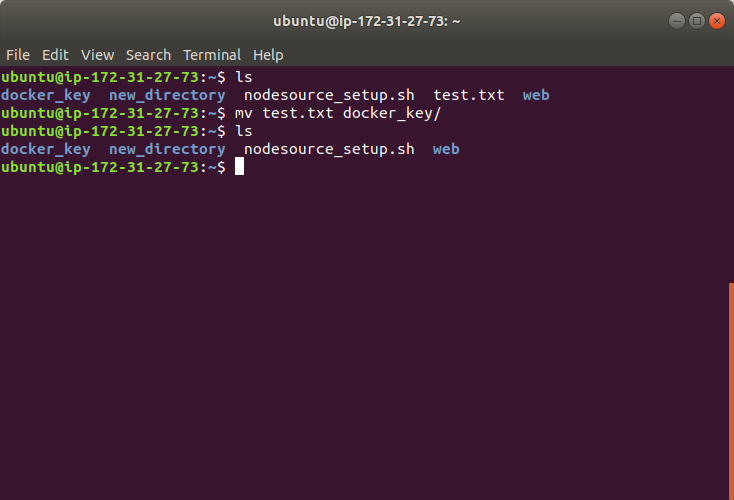 ubuntu@ip-172-31-27-73: ~
File Edit View Search Terminal Help
ubuntu@ip-172-31-27-73:~$ ls
docker_key  new_directory  nodesource_setup.sh  test.txt  web
ubuntu@ip-172-31-27-73:~$ mv test.txt docker_key/
ubuntu@ip-172-31-27-73:~$ ls
docker_key  new_directory  nodesource_setup.sh  web
ubuntu@ip-172-31-27-73:~$